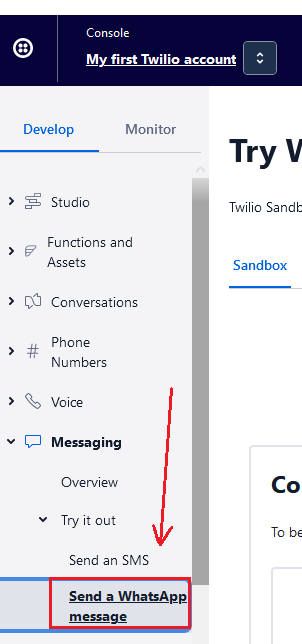 Console
My first Twilio account
Develop
Monitor
Try W
Studio
Twilio Sandb
Functions and
Assets
Sandbox
Conversations
Phone
Numbers
Voice
Messaging
Overview
Co
Try it out
To be
Send an SMS
Send a WhatsApp
message